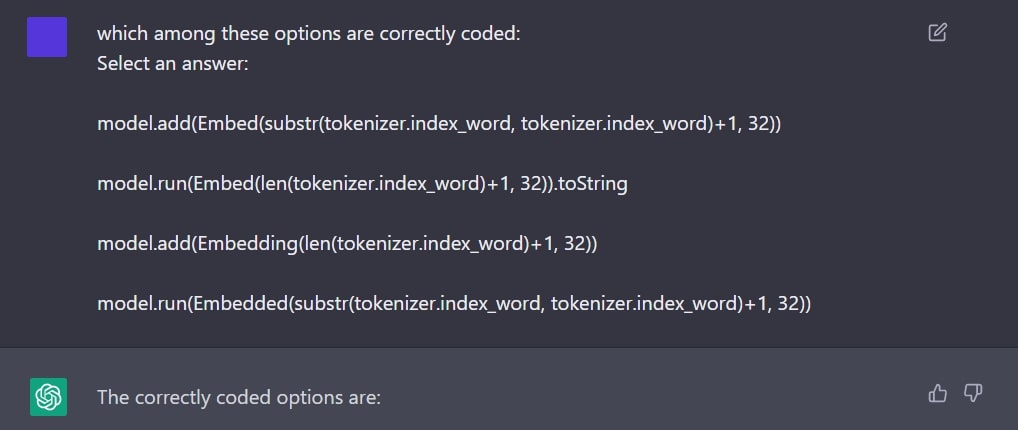 which among these options are correctly coded:
Select an answer:
model.add(Embed(substr(tokenizer.index_word, tokenizer.index_word)+1, 32))
model.run(Embed(len(tokenizer.index_word)+1, 32)).toString
model.add(Embedding(len(tokenizer.index_word)+1, 32))
model.run(Embedded(substr(tokenizer.index_word, tokenizer.index_word)+1, 32))
The correctly coded options are: